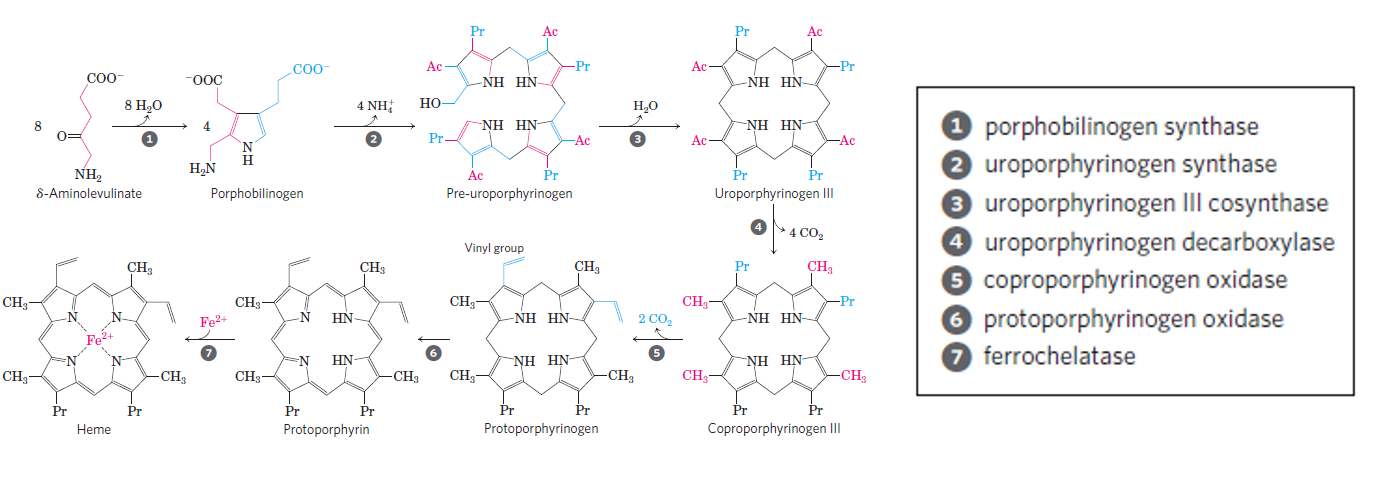 Pr Ac Pr Ac
COO⁻ ⁻OOC COO⁻ Ac Pr Ac Pr
8 H₂O 4 NH₄⁺ NH HN H₂O NH HN
8 O 4 HO
1 2 NH HN 3 NH HN
N Pr Ac Ac Ac
H
NH₂ H₂N Ac Pr Pr Pr
δ-Aminolevulinate Porphobilinogen Pre-uroporphyrinogen Uroporphyrinogen III
4 4 CO₂
Vinyl group
CH₃ CH₃ CH₃ Pr CH₃
CH₃ CH₃ CH₃ CH₃ Pr
N N Fe²⁺ N HN NH HN 2 CO₂ NH HN
Fe²⁺
7 6 5
N N N HN NH HN NH HN
CH₃ CH₃ CH₃ CH₃ CH₃ CH₃ CH₃ CH₃
Pr Pr Pr Pr Pr Pr Pr Pr
Heme Protoporphyrin Protoporphyrinogen Coproporphyrinogen III
1 porphobilinogen synthase
2 uroporphyrinogen synthase
3 uroporphyrinogen III cosynthase
4 uroporphyrinogen decarboxylase
5 coproporphyrinogen oxidase
6 protoporphyrinogen oxidase
7 ferrochelatase